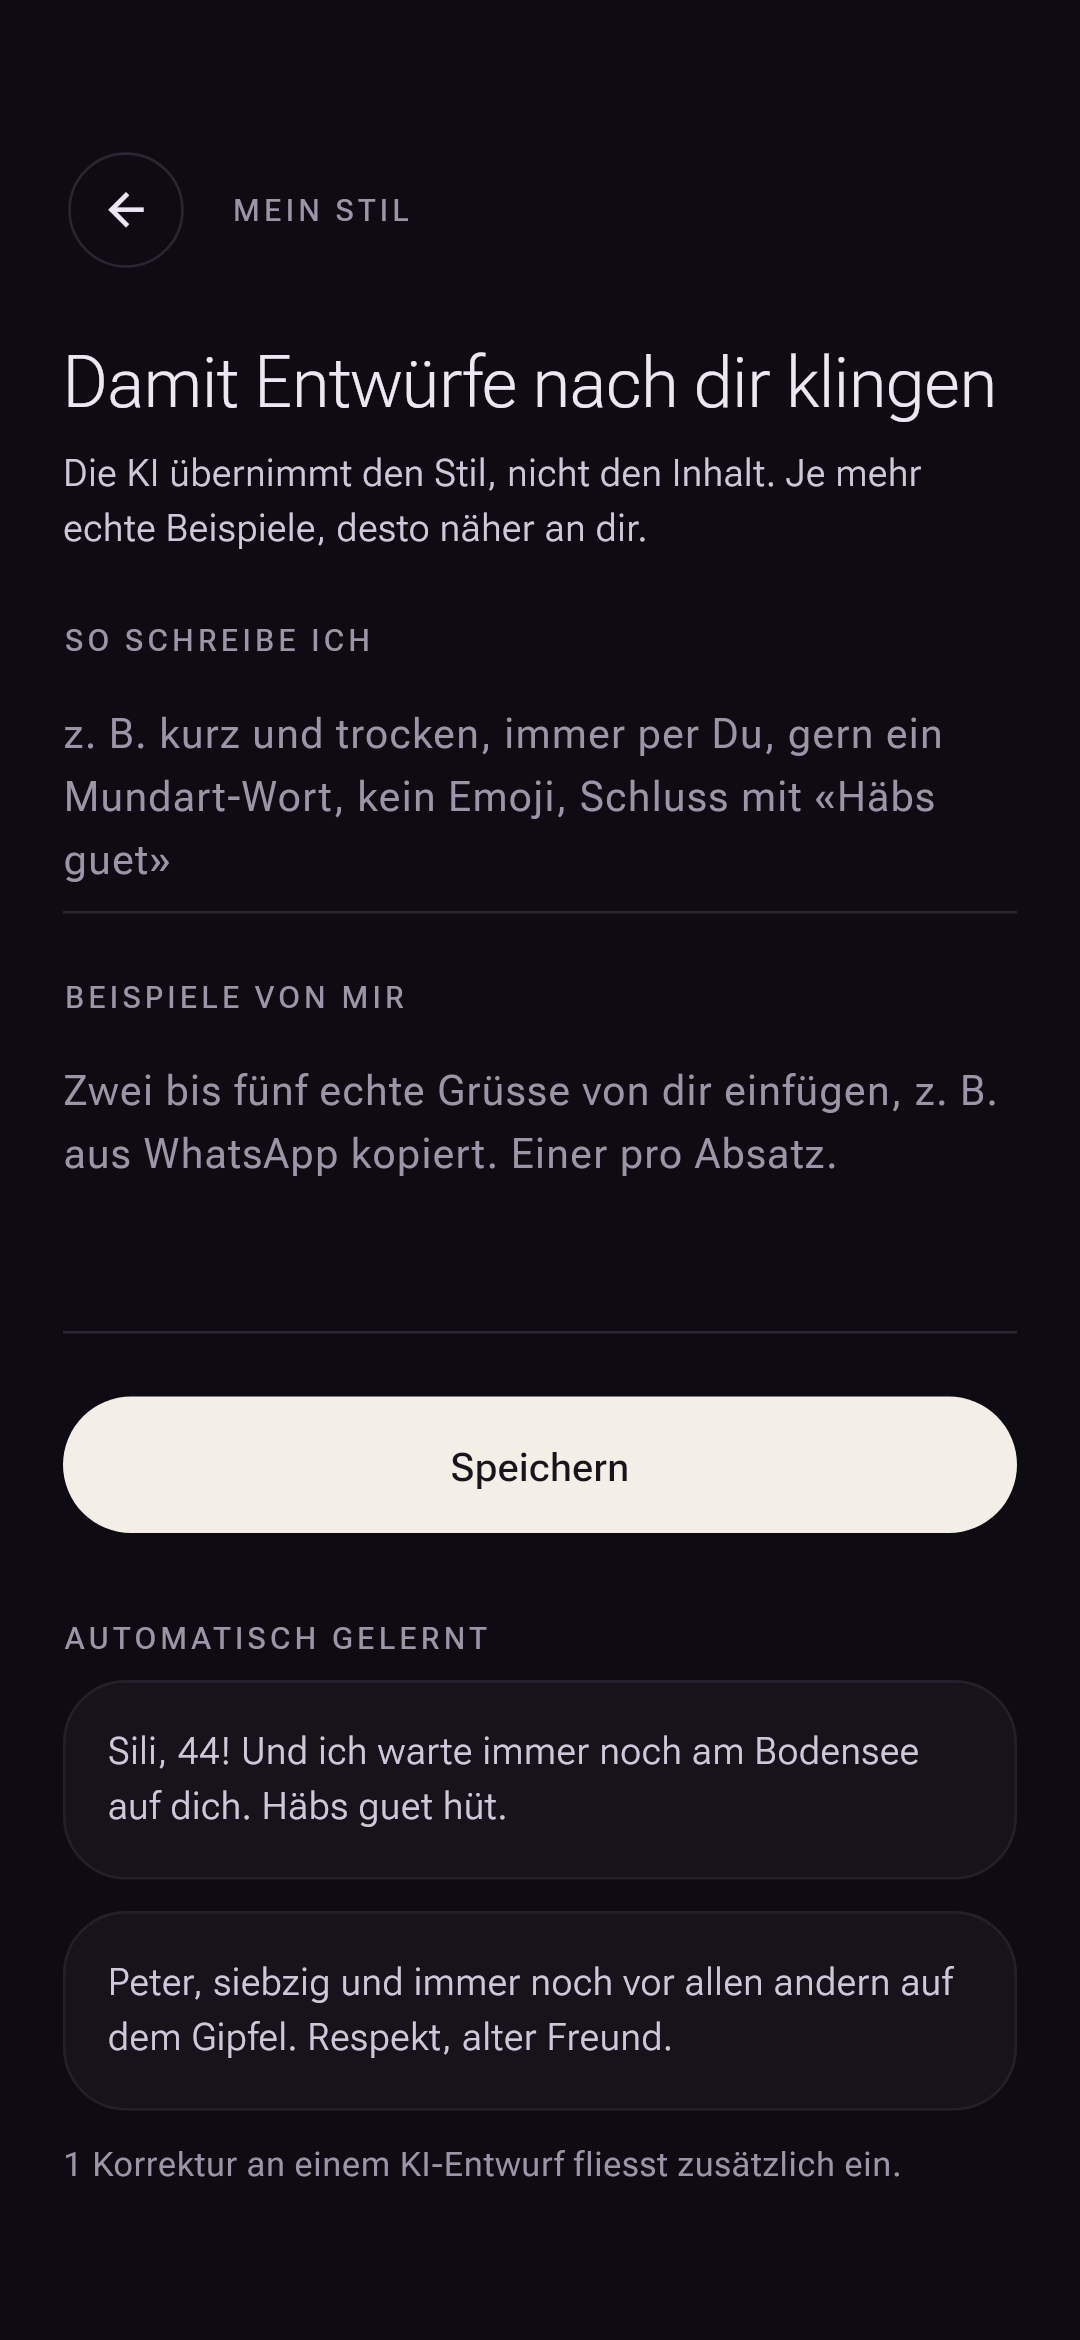 MEIN STIL
Damit Entwürfe nach dir klingen
Die KI übernimmt den Stil, nicht den Inhalt. Je mehr
echte Beispiele, desto näher an dir.
SO SCHREIBE ICH
z. B. kurz und trocken, immer per Du, gern ein
Mundart-Wort, kein Emoji, Schluss mit «Häbs
guet»
BEISPIELE VON MIR
Zwei bis fünf echte Grüsse von dir einfügen, z. B.
aus WhatsApp kopiert. Einer pro Absatz.
Speichern
AUTOMATISCH GELERNT
Sili, 44! Und ich warte immer noch am Bodensee
auf dich. Häbs guet hüt.
Peter, siebzig und immer noch vor allen andern auf
dem Gipfel. Respekt, alter Freund.
1 Korrektur an einem KI-Entwurf fliesst zusätzlich ein.